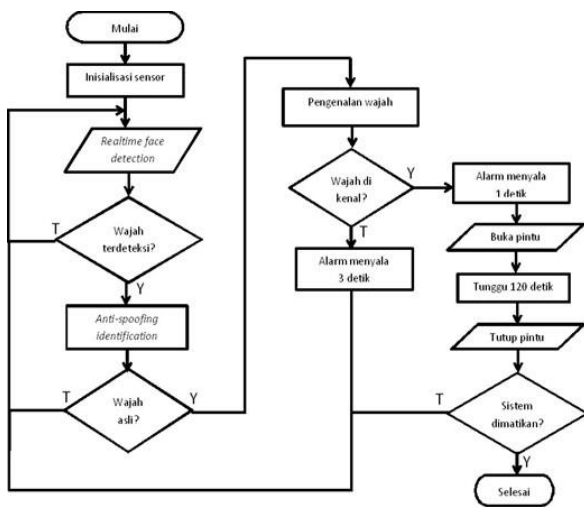 Mulai
Inisialisasi sensor
Realtime face
detection
T
Wajah
terdeteksi?
Y
Anti-spoofing
identification
T
Wajah
asli?
Y
Pengenalan wajah
Wajah di
kenal?
Y
T
Alarm menyala
3 detik
Alarm menyala
1 detik
Buka pintu
Tunggu 120 detik
Tutup pintu
T
Sistem
dimatikan?
Y
Selesai